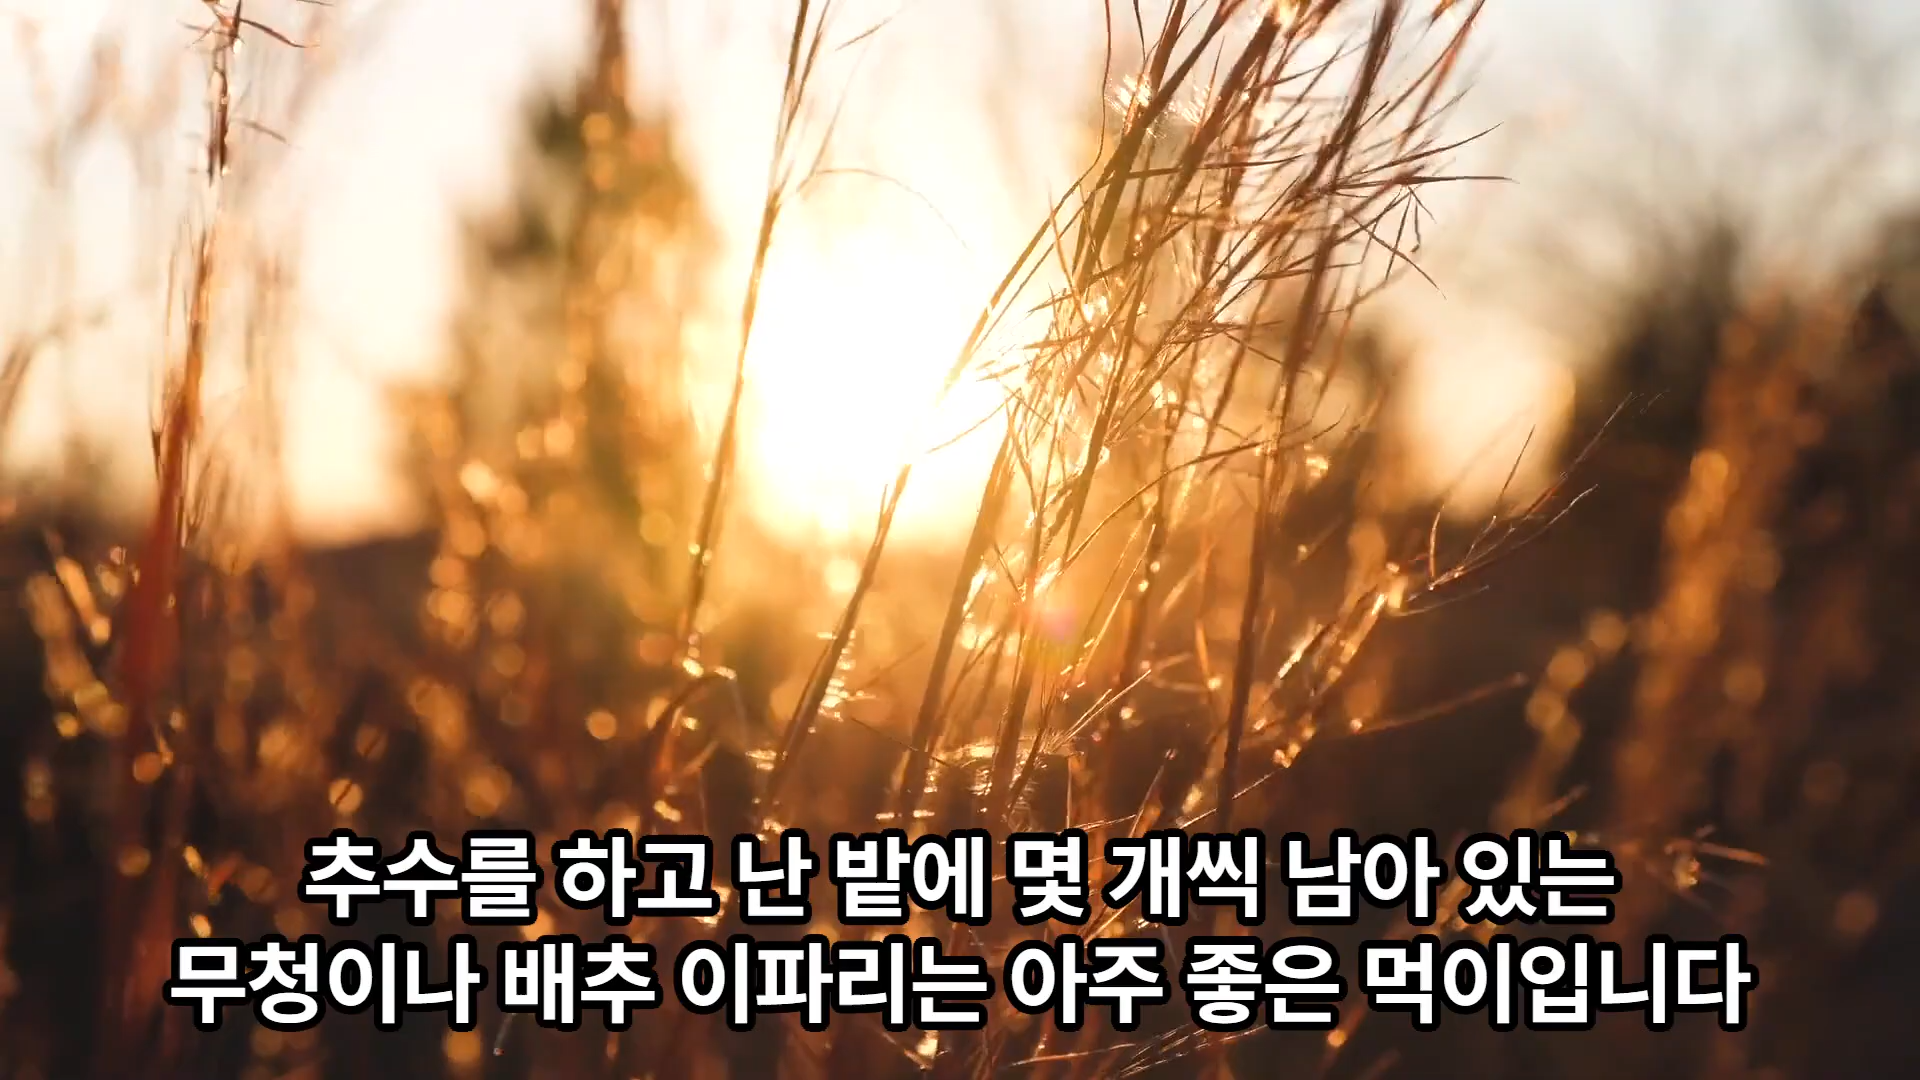 추수를 하고 난 밭에 몇 개씩 남아 있는
무청이나 배추 이파리는 아주 좋은 먹이입니다